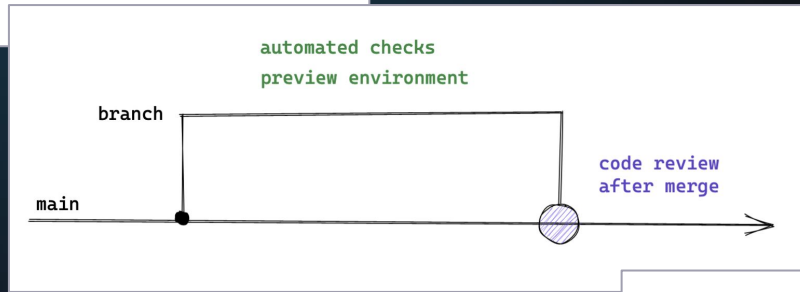 automated checks
preview environment
branch
code review
after merge
main